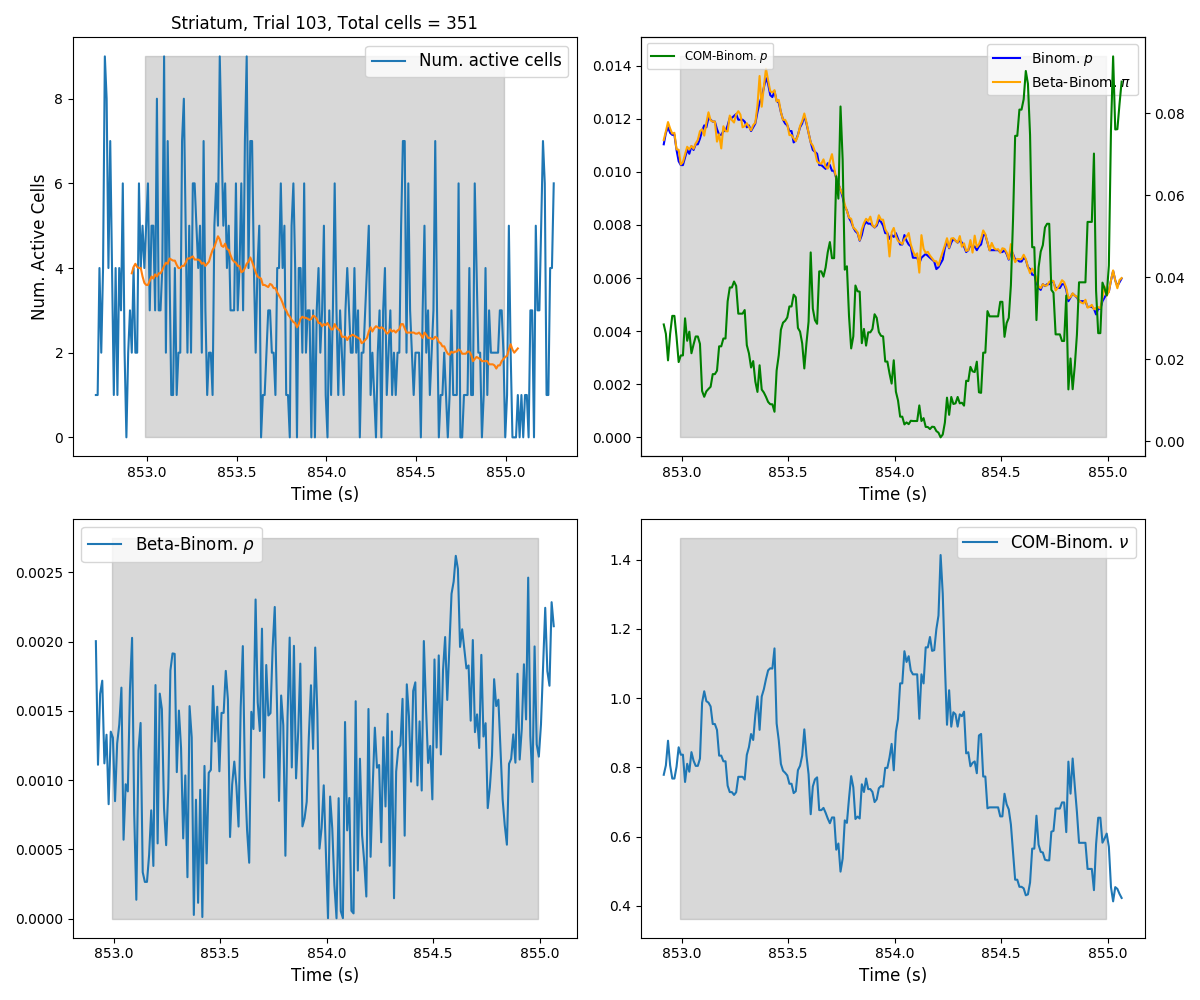 Striatum, Trial 103, Total cells = 351
Num. active cells
Num. Active Cells
8
6
4
2
0
853.0 853.5 854.0 854.5 855.0
Time (s)
COM-Binom. p
Binom. p
Beta-Binom. π
0.014
0.012
0.010
0.008
0.006
0.004
0.002
0.000
0.08
0.06
0.04
0.02
0.00
853.0 853.5 854.0 854.5 855.0
Time (s)
Beta-Binom. ρ
0.0025
0.0020
0.0015
0.0010
0.0005
0.0000
853.0 853.5 854.0 854.5 855.0
Time (s)
COM-Binom. ν
1.4
1.2
1.0
0.8
0.6
0.4
853.0 853.5 854.0 854.5 855.0
Time (s)